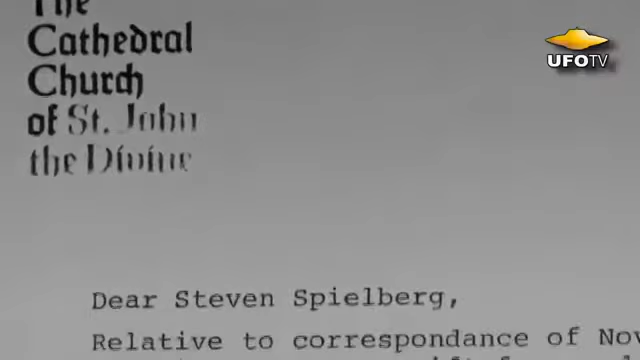 The
Cathedral
Church
of St. John
the Divine
UFOTV
Dear Steven Spielberg,
Relative to correspondance of Nov